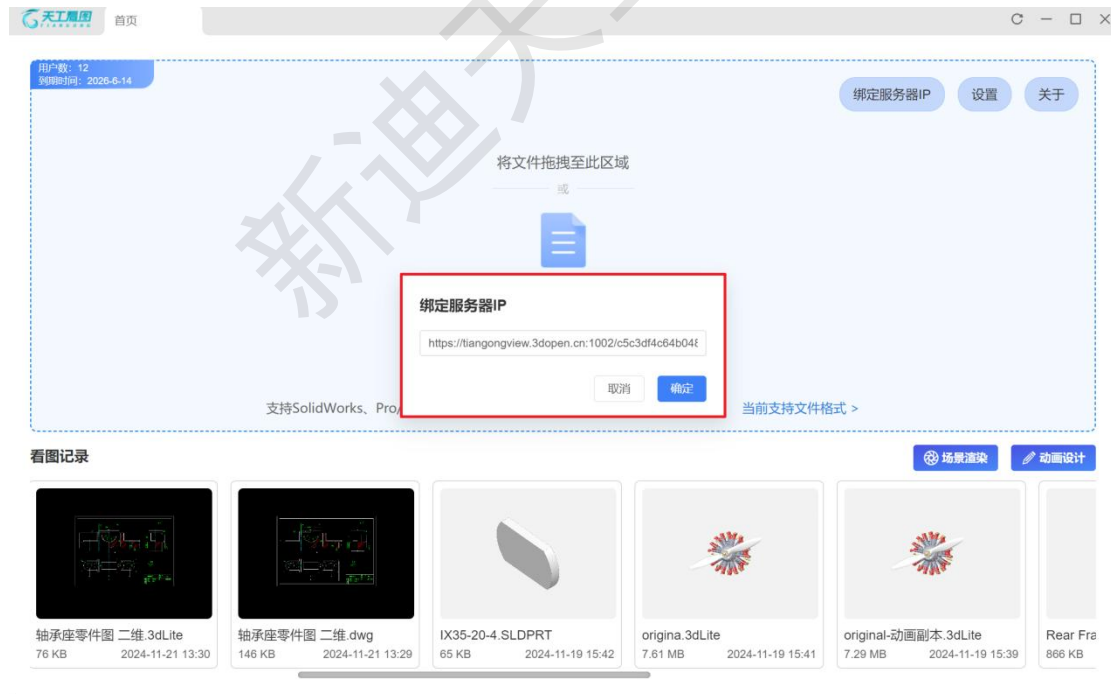 天工慧图
TIANGONG
首页
用户数: 12
到期时间: 2026-6-14
绑定服务器IP
设置
关于
将文件拖拽至此区域
或
绑定服务器IP
https://tiangongview.3dopen.cn:1002/c5c3df4c64b048
取消
确定
支持SolidWorks、Pro/
当前支持文件格式 >
看图记录
场景渲染
动画设计
轴承座零件图 二维.3dLite
76 KB 2024-11-21 13:30
轴承座零件图 二维.dwg
146 KB 2024-11-21 13:29
IX35-20-4.SLDPRT
65 KB 2024-11-19 15:42
origina.3dLite
7.61 MB 2024-11-19 15:41
original-动画副本.3dLite
7.29 MB 2024-11-19 15:39
Rear Fra
866 KB
新迪天